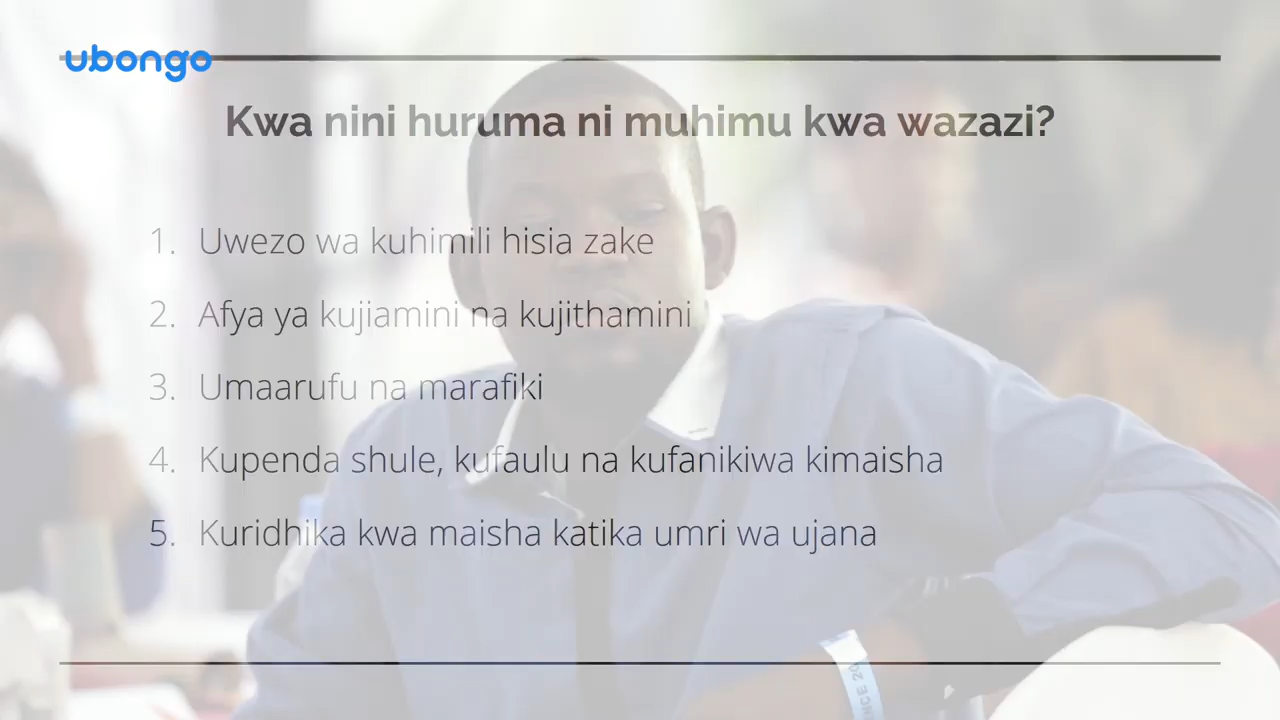 ubongo
Kwa nini huruma ni muhimu kwa wazazi?
1. Uwezo wa kuhimili hisia zake
2. Afya ya kujiamini na kujithamini
3. Umaarufu na marafiki
4. Kupenda shule, kufaulu na kufanikiwa kimaisha
5. Kuridhika kwa maisha katika umri wa ujana